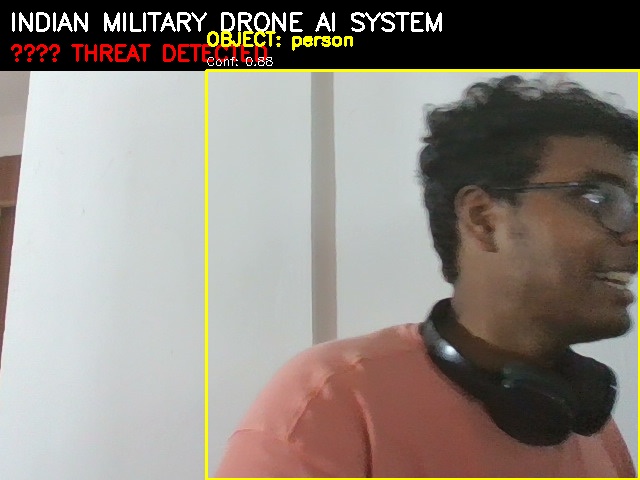 INDIAN MILITARY DRONE AI SYSTEM
???? THREAT DETECTED
OBJECT: person
Conf: 0.88